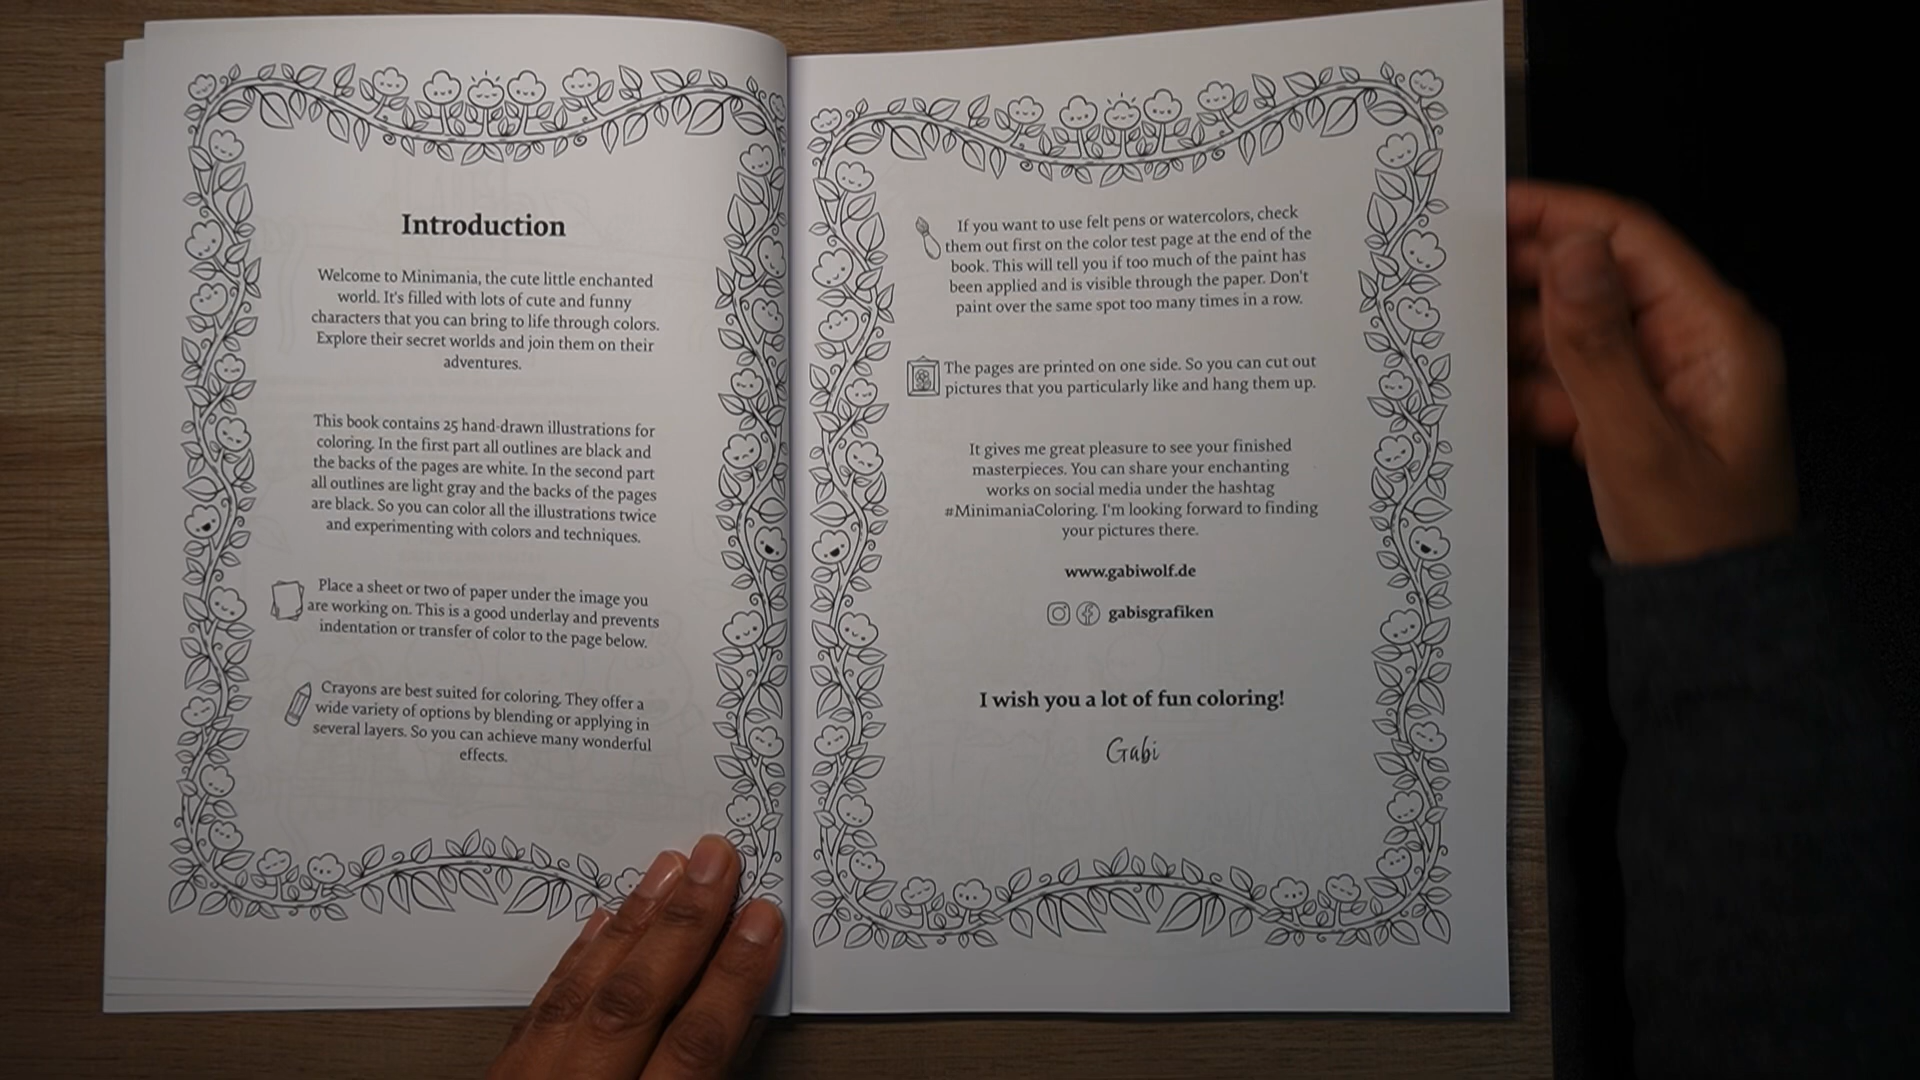 Introduction
Welcome to Minimania, the cute little enchanted
world. It's filled with lots of cute and funny
characters that you can bring to life through colors.
Explore their secret worlds and join them on their
adventures.
This book contains 25 hand-drawn illustrations for
coloring. In the first part all outlines are black and
the backs of the pages are white. In the second part
all outlines are light gray and the backs of the pages
are black. So you can color all the illustrations twice
and experimenting with colors and techniques.
Place a sheet or two of paper under the image you
are working on. This is a good underlay and prevents
indentation or transfer of color to the page below.
Crayons are best suited for coloring. They offer a
wide variety of options by blending or applying in
several layers. So you can achieve many wonderful
effects.
If you want to use felt pens or watercolors, check
them out first on the color test page at the end of the
book. This will tell you if too much of the paint has
been applied and is visible through the paper. Don't
paint over the same spot too many times in a row.
The pages are printed on one side. So you can cut out
pictures that you particularly like and hang them up.
It gives me great pleasure to see your finished
masterpieces. You can share your enchanting
works on social media under the hashtag
#MinimaniaColoring. I'm looking forward to finding
your pictures there.
www.gabiwolf.de
gabisgrafiken
I wish you a lot of fun coloring!
Gabi